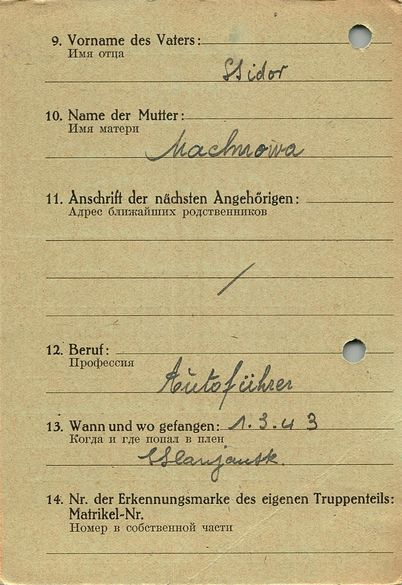 9. Vorname des Vaters:
Имя отца
Isidor
10. Name der Mutter:
Имя матери
Machnowa
11. Anschrift der nächsten Angehörigen:
Адрес ближайших родственников
/
12. Beruf:
Профессия
Autoführer
13. Wann und wo gefangen: 1.3.43
Когда и где попал в плен
Slawjansk.
14. Nr. der Erkennungsmarke des eigenen Truppenteils:
Matrikel-Nr.
Номер в собственной части